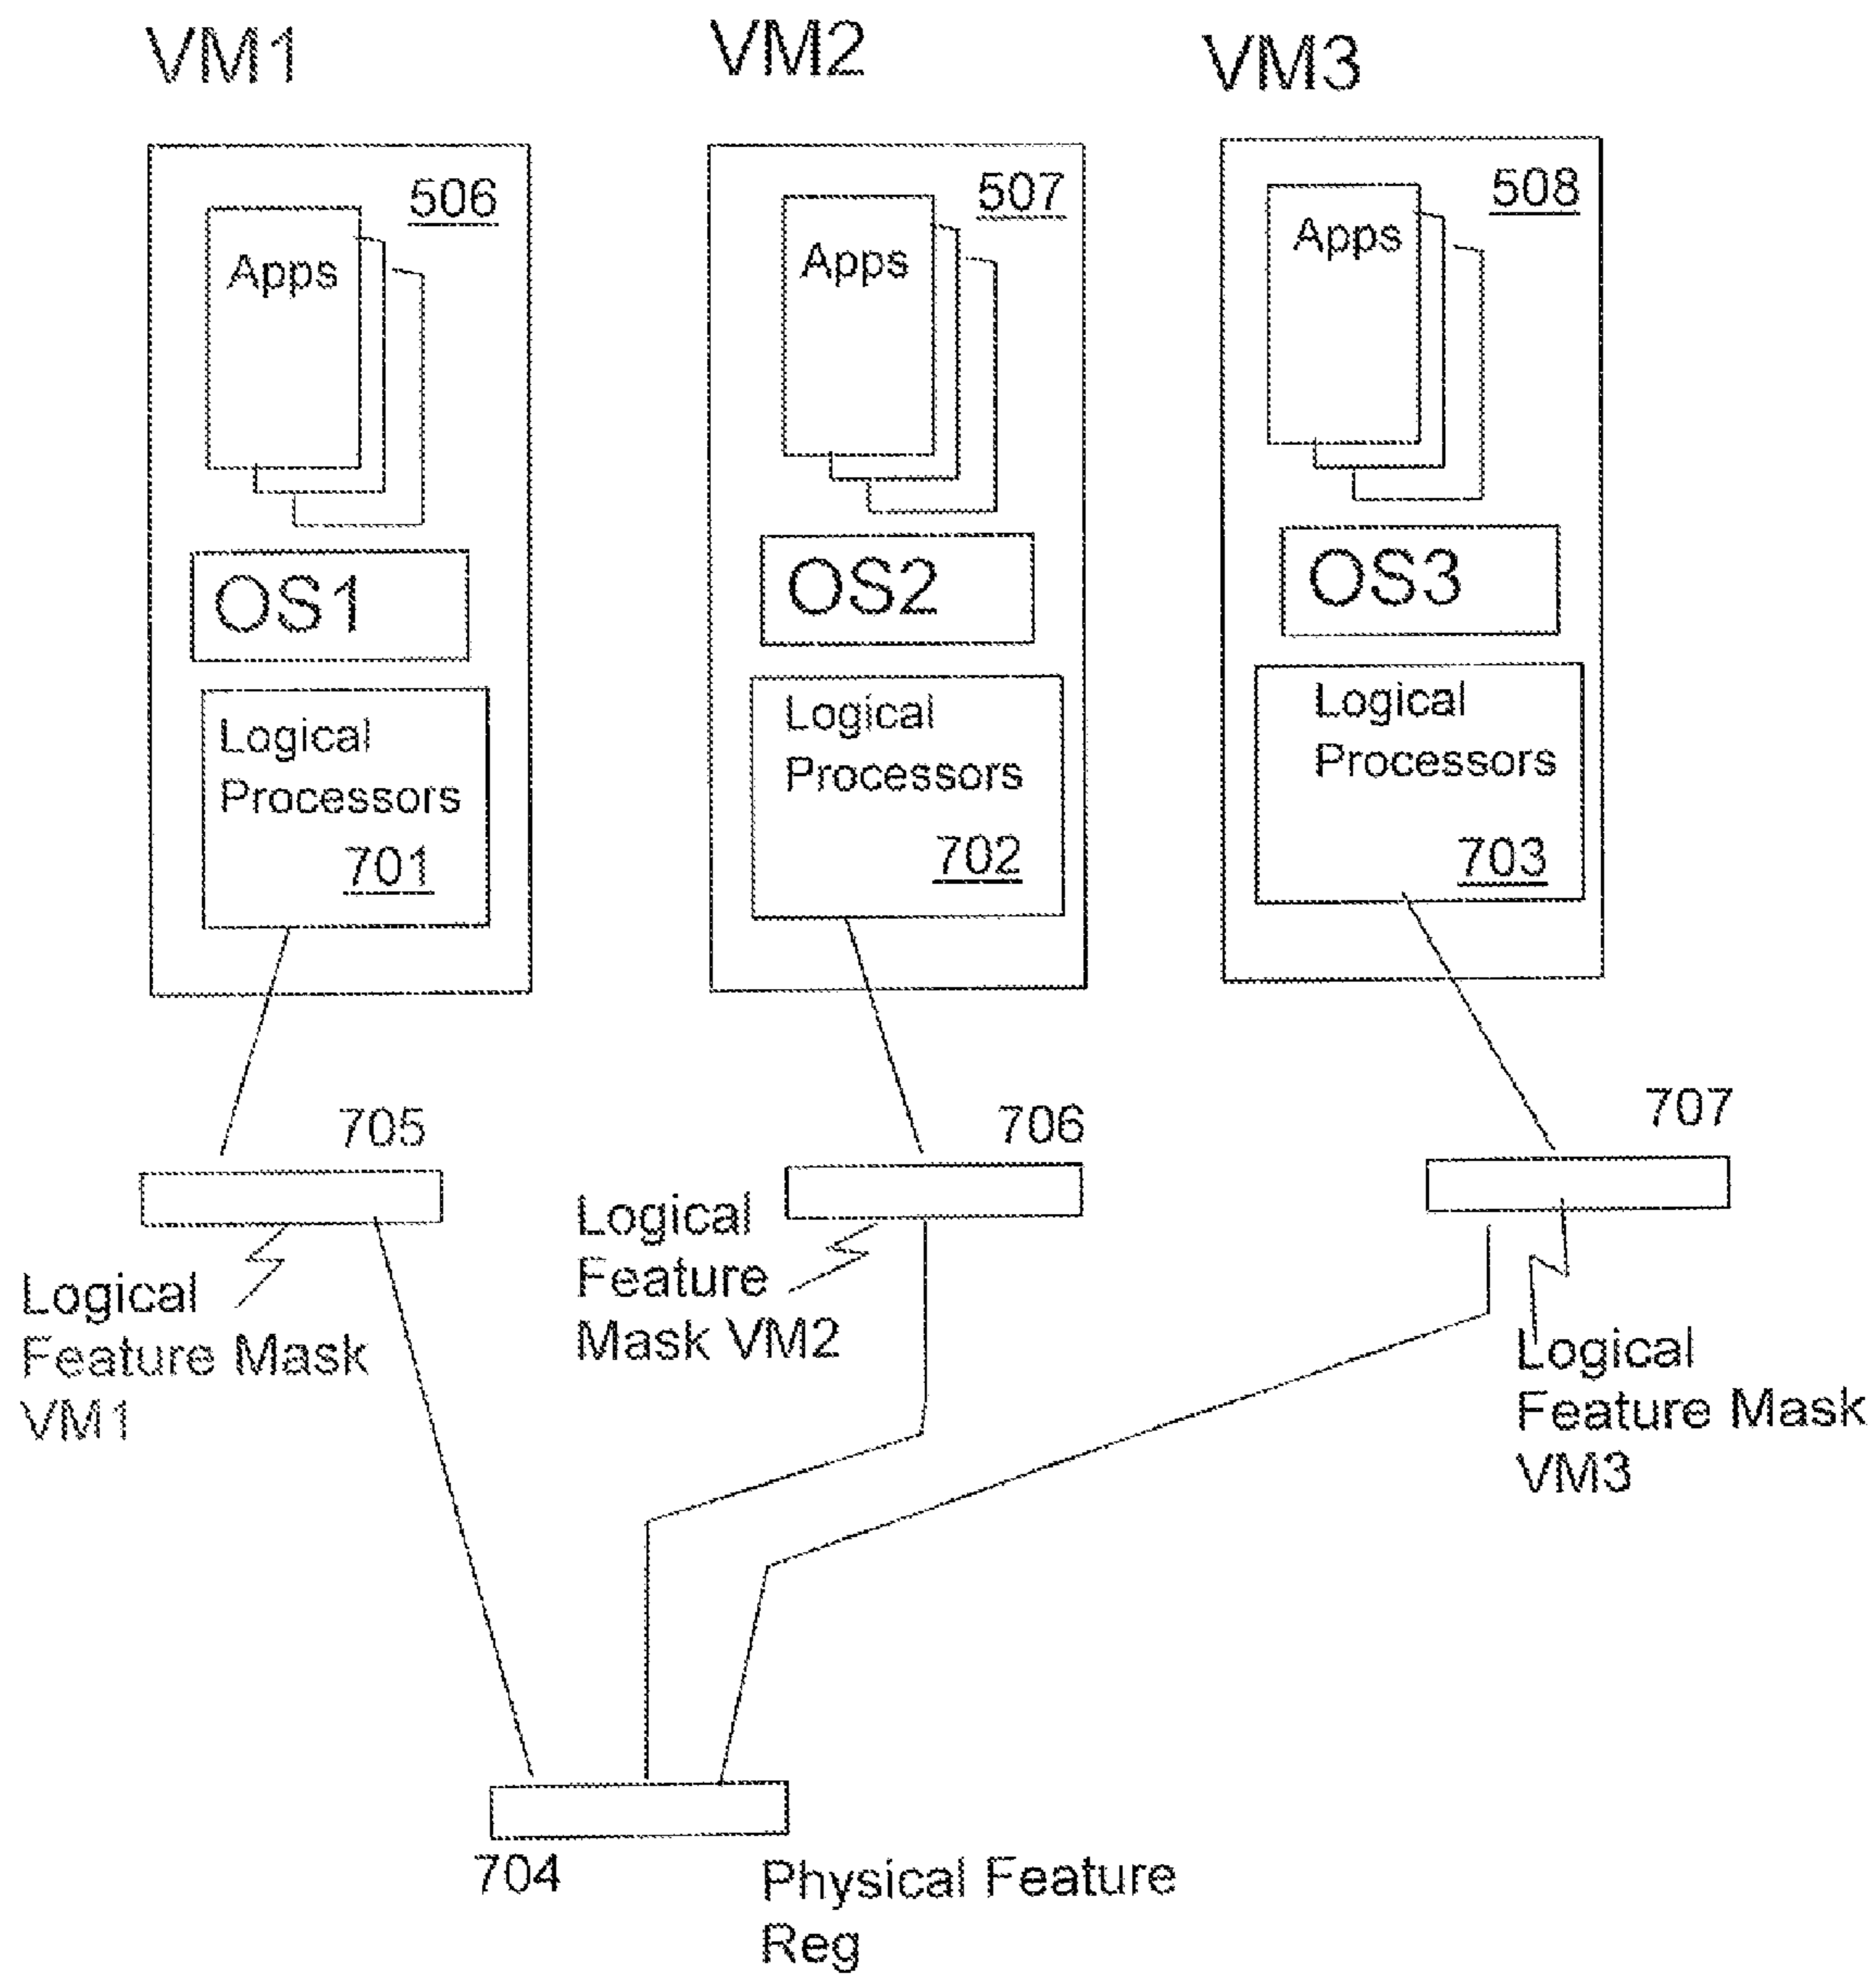 VM1
VM2
VM3
506
507
508
Apps
Apps
Apps
OS1
OS2
OS3
Logical
Processors
701
Logical
Processors
702
Logical
Processors
703
705
706
707
Logical
Feature Mask
VM1
Logical
Feature
Mask VM2
Logical
Feature Mask
VM3
704
Physical Feature
Reg